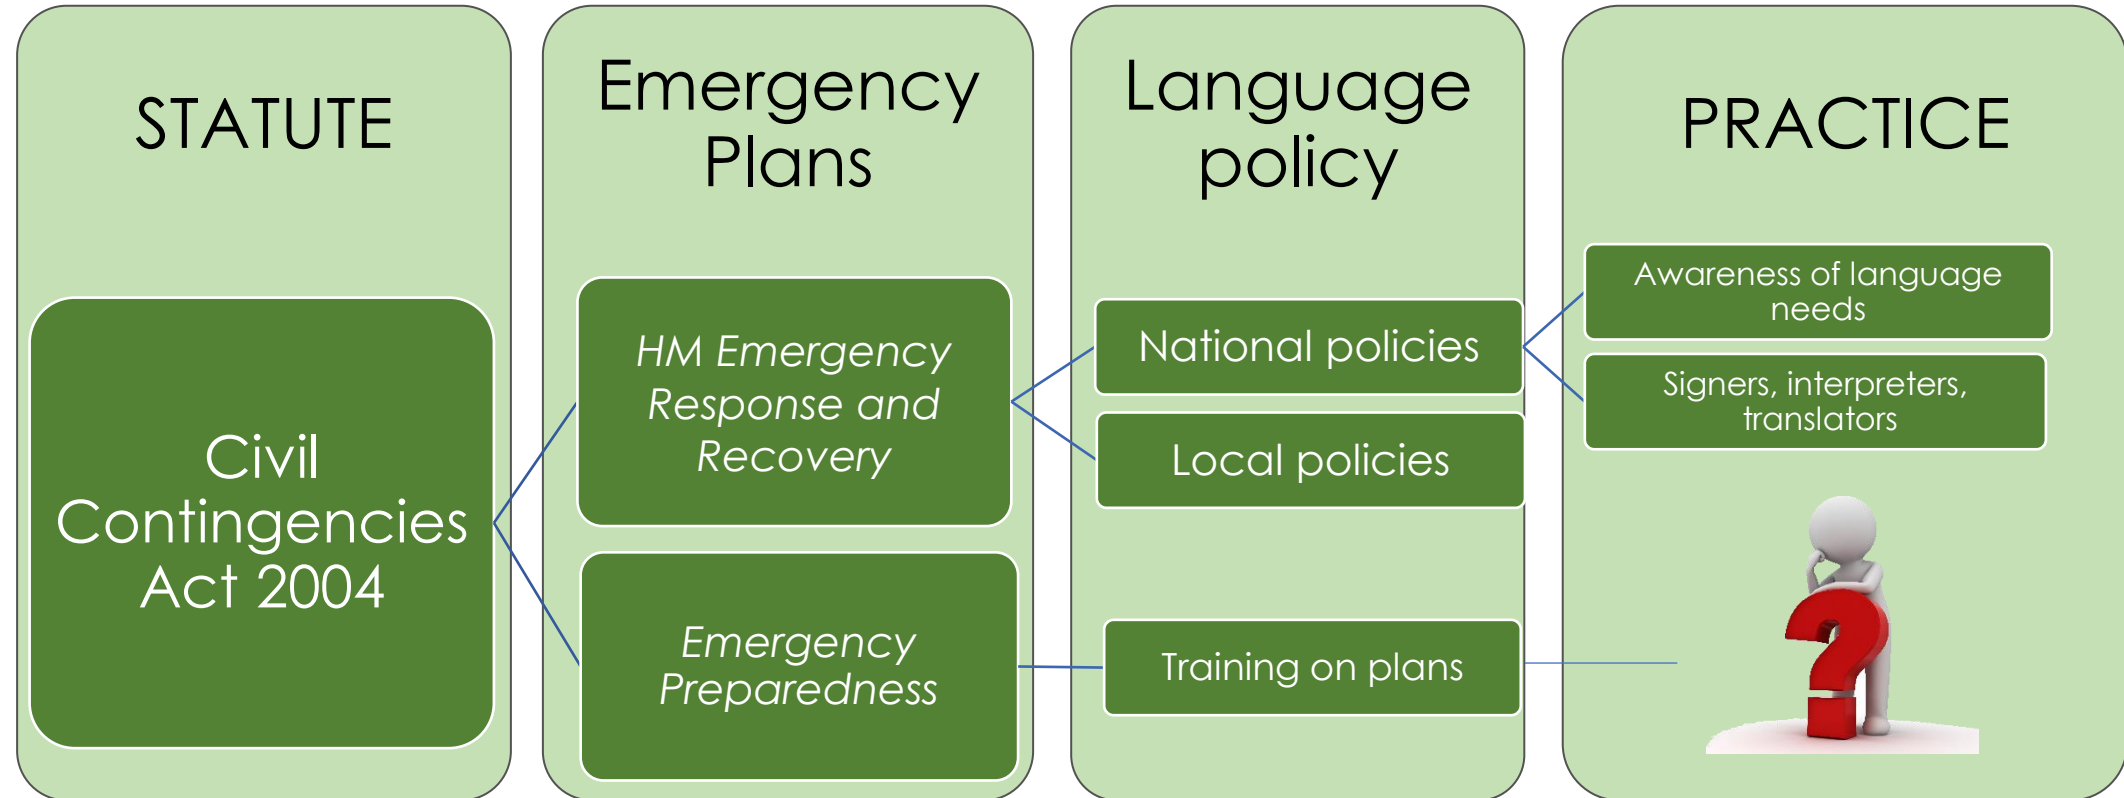 STATUTE
Civil
Contingencies
Act 2004
Emergency
Plans
HM Emergency
Response and
Recovery
Emergency
Preparedness
Language
policy
National policies
Local policies
Training on plans
PRACTICE
Awareness of language
needs
Signers, interpreters,
translators
?